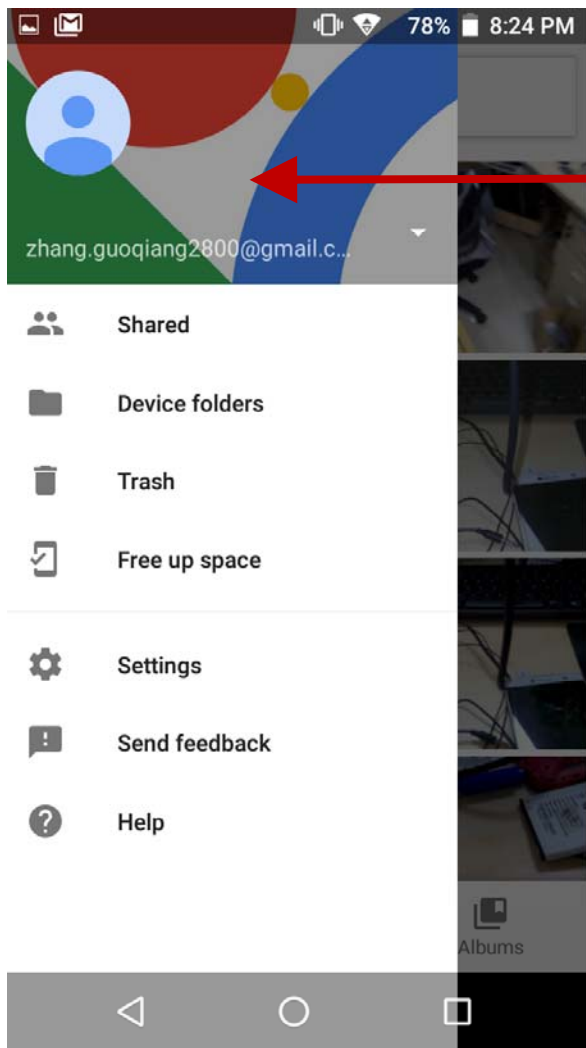 78% 8:24 PM
zhang.guoqiang2800@gmail.c...
Shared
Device folders
Trash
Free up space
Settings
Send feedback
Help
Albums